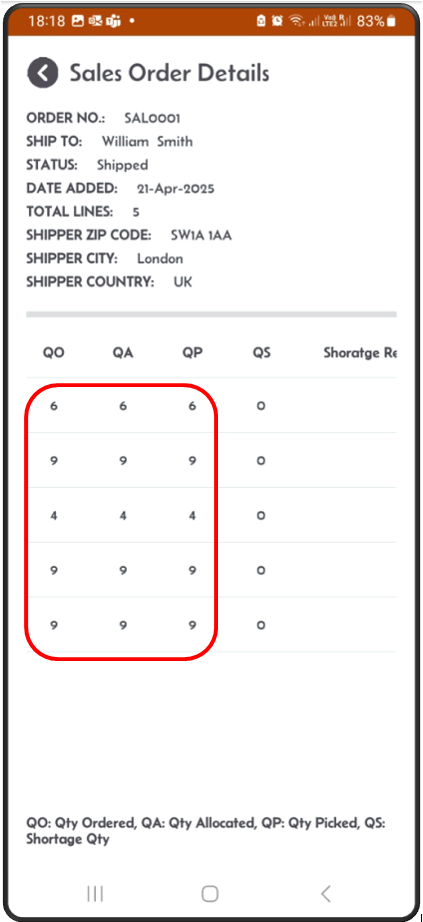 18:18 83%
Sales Order Details
ORDER NO.: SAL0001
SHIP TO: William Smith
STATUS: Shipped
DATE ADDED: 21-Apr-2025
TOTAL LINES: 5
SHIPPER ZIP CODE: SW1A 1AA
SHIPPER CITY: London
SHIPPER COUNTRY: UK
QO QA QP QS Shoratge Re
6 6 6 0
9 9 9 0
4 4 4 0
9 9 9 0
9 9 9 0
QO: Qty Ordered, QA: Qty Allocated, QP: Qty Picked, QS:
Shortage Qty